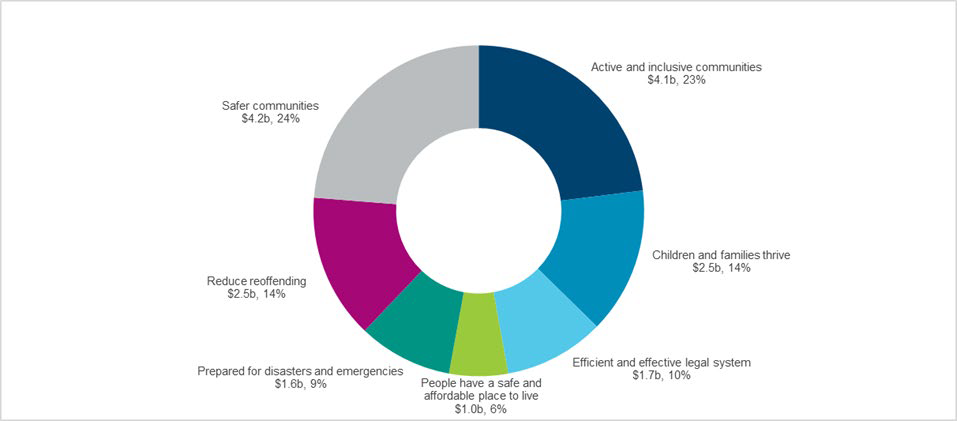 Active and inclusive communities
$4.1b, 23%
Safer communities
$4.2b, 24%
Children and families thrive
$2.5b, 14%
Reduce reoffending
$2.5b, 14%
Efficient and effective legal system
$1.7b, 10%
Prepared for disasters and emergencies
$1.6b, 9%
People have a safe and
affordable place to live
$1.0b, 6%